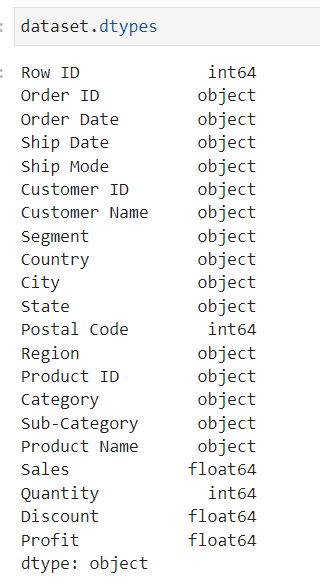 dataset.dtypes
Row ID int64
Order ID object
Order Date object
Ship Date object
Ship Mode object
Customer ID object
Customer Name object
Segment object
Country object
City object
State object
Postal Code int64
Region object
Product ID object
Category object
Sub-Category object
Product Name object
Sales float64
Quantity int64
Discount float64
Profit float64
dtype: object